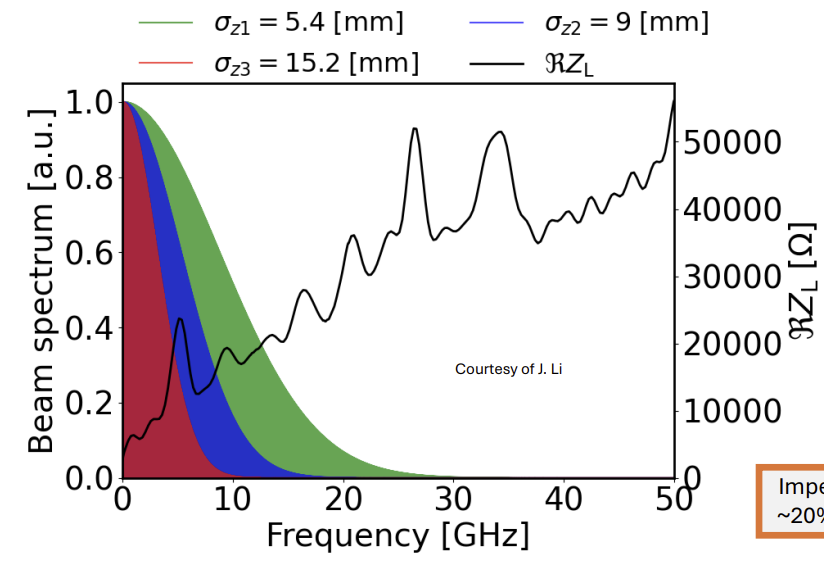 σz1 = 5.4 [mm]
σz2 = 9 [mm]
σz3 = 15.2 [mm]
ℜZL
Beam spectrum [a.u.]
1.0
0.8
0.6
0.4
0.2
0.0
0
10
20
30
40
50
Frequency [GHz]
50000
40000
30000
20000
10000
0
ℜZL [Ω]
Courtesy of J. Li
Impe
~20%